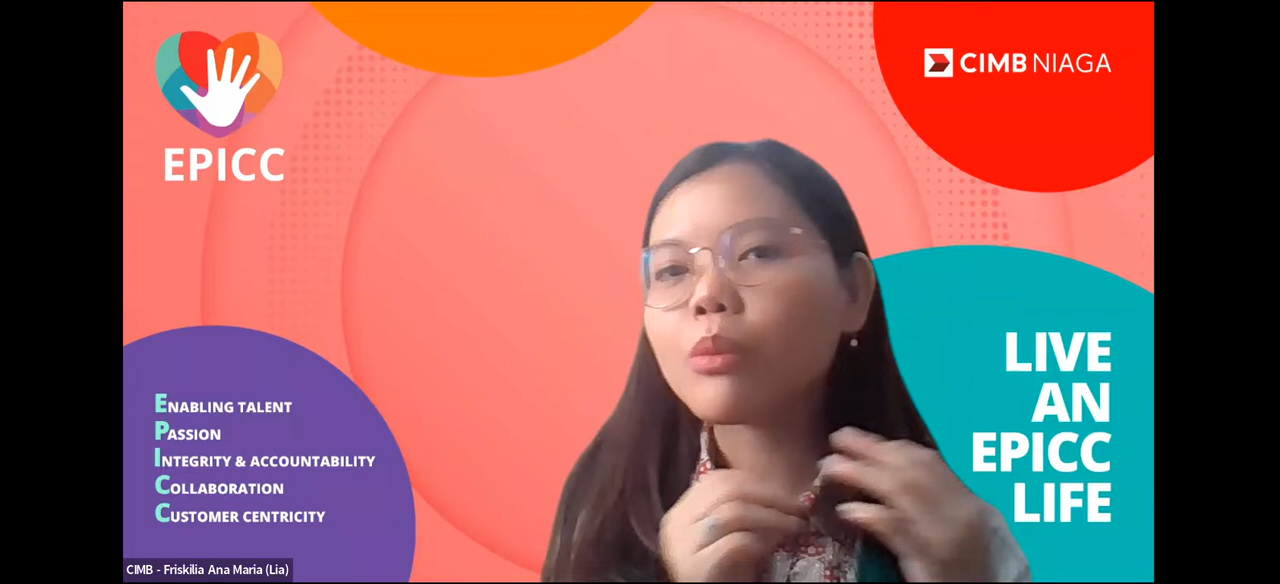 EPICC
CIMB NIAGA
LIVE
AN
EPICC
LIFE
ENABLING TALENT
PASSION
INTEGRITY & ACCOUNTABILITY
COLLABORATION
CUSTOMER CENTRICITY
CIMB - Friskilia Ana Maria (Lia)